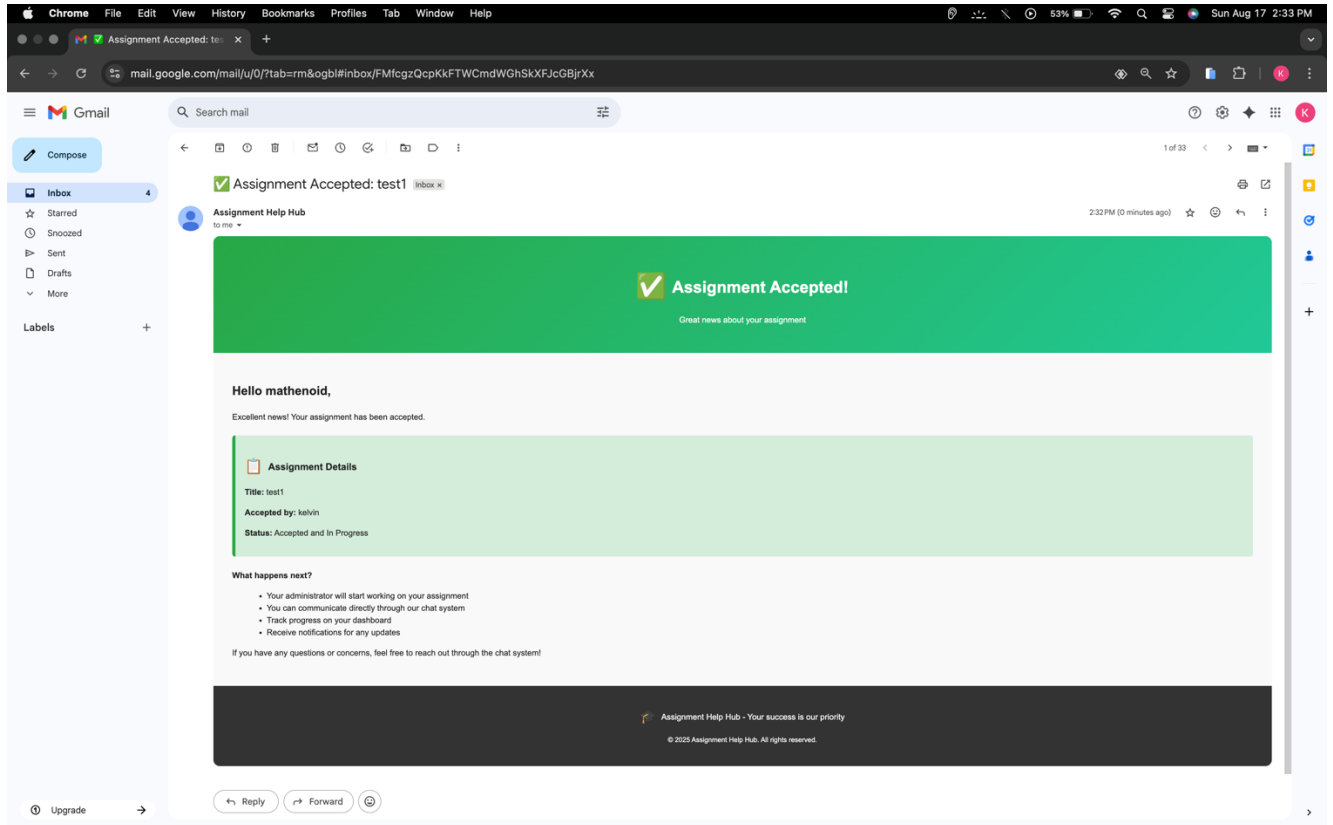 Chrome File Edit View History Bookmarks Profiles Tab Window Help 53% Sun Aug 17 2:33 PM
Assignment Accepted: tes
mail.google.com/mail/u/0/?tab=rm&ogbl#inbox/FMfcgzQcpKkFTWCmdWGhSkXFJcGBjrXx K
Gmail Search mail K
Compose 1 of 33
✅ Assignment Accepted: test1 Inbox x
Inbox 4
Starred
Snoozed
Sent
Drafts
More
Labels
Upgrade
Assignment Help Hub 2:32 PM (0 minutes ago)
to me
✅ Assignment Accepted!
Great news about your assignment
Hello mathenoid,
Excellent news! Your assignment has been accepted.
📋 Assignment Details
Title: test1
Accepted by: kelvin
Status: Accepted and In Progress
What happens next?
• Your administrator will start working on your assignment
• You can communicate directly through our chat system
• Track progress on your dashboard
• Receive notifications for any updates
If you have any questions or concerns, feel free to reach out through the chat system!
🎓 Assignment Help Hub - Your success is our priority
© 2025 Assignment Help Hub. All rights reserved.
Reply Forward